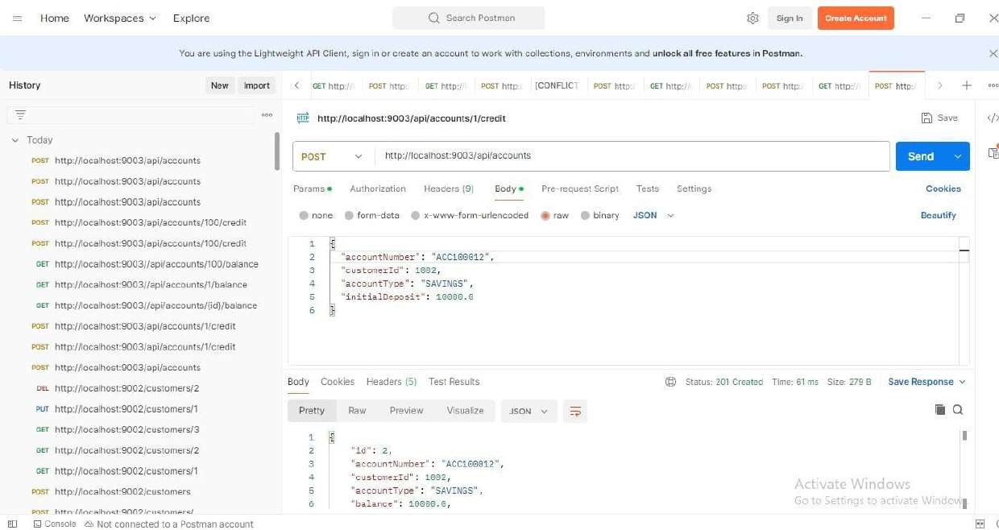 Home Workspaces Explore Search Postman Sign In Create Account
You are using the Lightweight API Client, sign in or create an account to work with collections, environments and unlock all free features in Postman.
History New Import GET http:// POST http: GET http:// POST http: [CONFLICT POST http:/ GET http:// POST http: POST http:/ GET http:// POST http:/
http://localhost:9003/api/accounts/1/credit Save
Today
POST http://localhost:9003/api/accounts
POST http://localhost:9003/api/accounts
POST http://localhost:9003/api/accounts
POST http://localhost:9003/api/accounts/100/credit
POST http://localhost:9003/api/accounts/100/credit
GET http://localhost:9003//api/accounts/100/balance
GET http://localhost:9003//api/accounts/1/balance
GET http://localhost:9003//api/accounts/{id}/balance
POST http://localhost:9003/api/accounts/1/credit
POST http://localhost:9003/api/accounts/1/credit
POST http://localhost:9003/api/accounts
DEL http://localhost:9002/customers/2
PUT http://localhost:9002/customers/1
GET http://localhost:9002/customers/3
GET http://localhost:9002/customers/2
GET http://localhost:9002/customers/1
POST http://localhost:9002/customers
POST http://localhost:9002/customers/
POST http://localhost:9003/api/accounts Send
Params Authorization Headers (9) Body Pre-request Script Tests Settings Cookies
none form-data x-www-form-urlencoded raw binary JSON Beautify
1 {
2 "accountNumber": "ACC100012",
3 "customerId": 1002,
4 "accountType": "SAVINGS",
5 "initialDeposit": 10000.0
6 }
Body Cookies Headers (5) Test Results Status: 201 Created Time: 61 ms Size: 279 B Save Response
Pretty Raw Preview Visualize JSON
1 {
2 "id": 2,
3 "accountNumber": "ACC100012",
4 "customerId": 1002,
5 "accountType": "SAVINGS",
6 "balance": 10000.0,
Activate Windows
Go to Settings to activate Windows.
Console Not connected to a Postman account